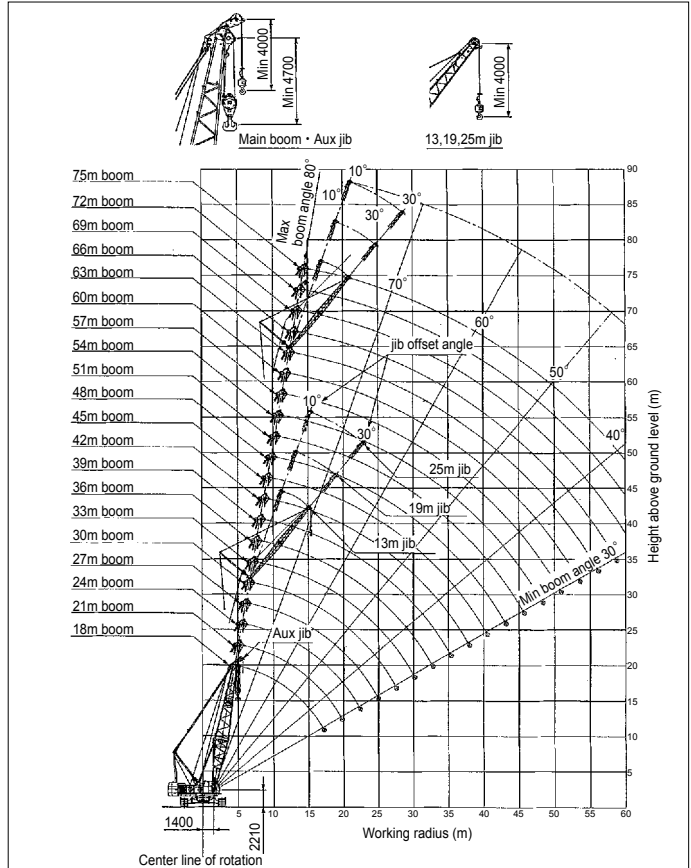 Min 4000
Min 4700
Min 4000
Main boom・Aux jib
13,19,25m jib
75m boom
72m boom
69m boom
66m boom
63m boom
60m boom
57m boom
54m boom
51m boom
48m boom
45m boom
42m boom
39m boom
36m boom
33m boom
30m boom
27m boom
24m boom
21m boom
18m boom
Max
boom angle 80°
10°
10°
30°
30°
70°
60°
50°
40°
jib offset angle
10°
30°
25m jib
19m jib
13m jib
Min boom angle 30°
Aux jib
90
85
80
75
70
65
60
55
50
45
40
35
30
25
20
15
10
5
Height above ground level (m)
5
10
15
20
25
30
35
40
45
50
55
60
Working radius (m)
1400
2210
Center line of rotation